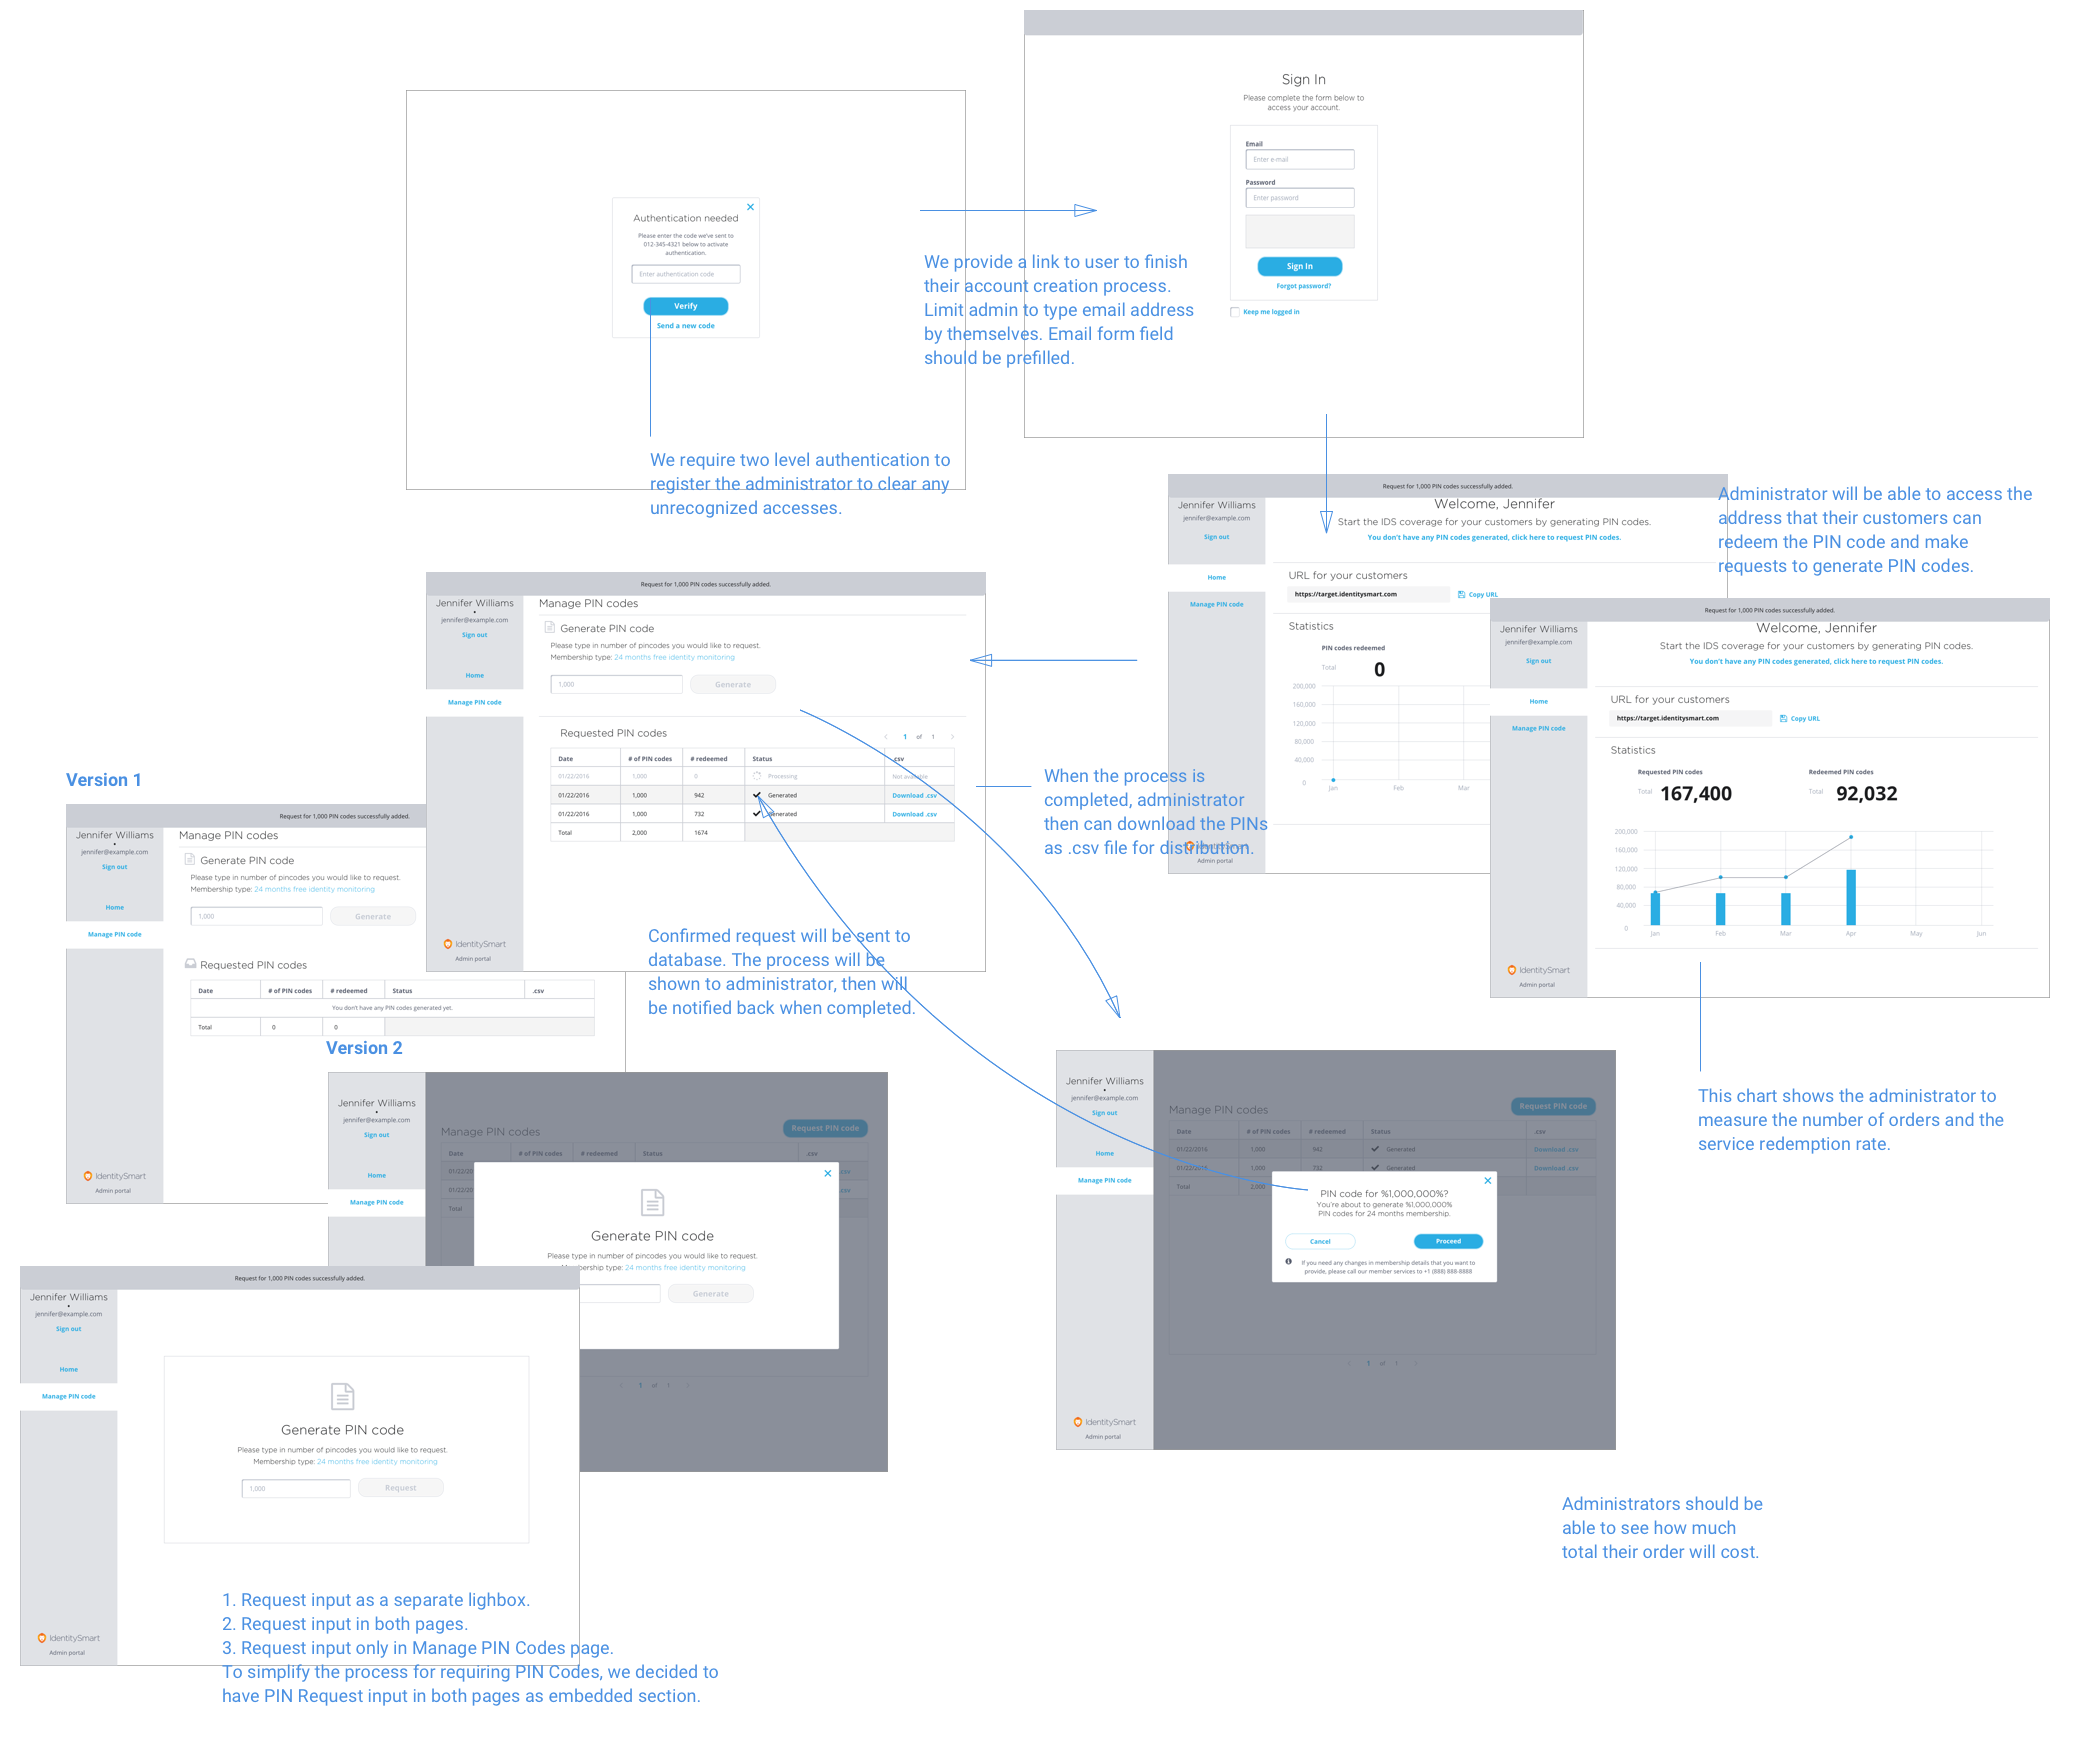 Authentication needed
Please enter the code we've sent to
012-345-4321 below to activate
authentication.
Enter authentication code
Verify
Send a new code
We require two level authentication to
register the administrator to clear any
unrecognized accesses.
Sign In
Please complete the form below to
access your account.
Email
Enter e-mail
Password
Enter password
Sign In
Forgot password?
Keep me logged in
We provide a link to user to finish
their account creation process.
Limit admin to type email address
by themselves. Email form field
should be prefilled.
Request for 1,000 PIN codes successfully added.
Jennifer Williams
jennifer@example.com
Sign out
Home
Manage PIN code
Welcome, Jennifer
Start the IDS coverage for your customers by generating PIN codes.
You don't have any PIN codes generated, click here to request PIN codes.
URL for your customers
https://target.identitysmart.com
Copy URL
Statistics
PIN codes redeemed
Total 0
200,000
160,000
120,000
80,000
40,000
0
Jan Feb Mar
Admin portal
Administrator will be able to access the
address that their customers can
redeem the PIN code and make
requests to generate PIN codes.
Request for 1,000 PIN codes successfully added.
Jennifer Williams
jennifer@example.com
Sign out
Home
Manage PIN code
Welcome, Jennifer
Start the IDS coverage for your customers by generating PIN codes.
You don't have any PIN codes generated, click here to request PIN codes.
URL for your customers
https://target.identitysmart.com
Copy URL
Statistics
Requested PIN codes Redeemed PIN codes
Total 167,400 Total 92,032
200,000
160,000
120,000
80,000
40,000
0
Jan Feb Mar Apr May Jun
IdentitySmart
Admin portal
This chart shows the administrator to
measure the number of orders and the
service redemption rate.
Request for 1,000 PIN codes successfully added.
Jennifer Williams
jennifer@example.com
Sign out
Home
Manage PIN code
Manage PIN codes
Generate PIN code
Please type in number of pincodes you would like to request.
Membership type: 24 months free identity monitoring
1,000 Generate
Requested PIN codes
< 1 of 1 >
Date # of PIN codes # redeemed Status .csv
01/22/2016 1,000 0 Processing Not available
01/22/2016 1,000 942 Generated Download .csv
01/22/2016 1,000 732 Generated Download .csv
Total 2,000 1674
IdentitySmart
Admin portal
When the process is
completed, administrator
then can download the PINs
as .csv file for distribution.
Confirmed request will be sent to
database. The process will be
shown to administrator, then will
be notified back when completed.
Version 1
Request for 1,000 PIN codes successfully added.
Jennifer Williams
jennifer@example.com
Sign out
Home
Manage PIN code
Manage PIN codes
Generate PIN code
Please type in number of pincodes you would like to request.
Membership type: 24 months free identity monitoring
1,000 Generate
Requested PIN codes
Date # of PIN codes # redeemed Status .csv
You don't have any PIN codes generated yet.
Total 0 0
IdentitySmart
Admin portal
Version 2
Jennifer Williams
jennifer@example.com
Sign out
Home
Manage PIN code
Manage PIN codes
Request PIN code
Date # of PIN codes # redeemed Status .csv
01/22/20 .csv
01/22/20 .csv
Total
Generate PIN code
Please type in number of pincodes you would like to request.
Membership type: 24 months free identity monitoring
Generate
< 1 of 1 >
Jennifer Williams
jennifer@example.com
Sign out
Home
Manage PIN code
Manage PIN codes
Request PIN code
Date # of PIN codes # redeemed Status .csv
01/22/2016 1,000 942 Generated Download .csv
01/22/2016 1,000 732 Generated Download .csv
Total 2,000
PIN code for %1,000,000%?
You're about to generate %1,000,000%
PIN codes for 24 months membership.
Cancel Proceed
If you need any changes in membership details that you want to
provide, please call our member services to +1 (888) 888-8888
< 1 of 1 >
IdentitySmart
Admin portal
Administrators should be
able to see how much
total their order will cost.
Request for 1,000 PIN codes successfully added.
Jennifer Williams
jennifer@example.com
Sign out
Home
Manage PIN code
Generate PIN code
Please type in number of pincodes you would like to request.
Membership type: 24 months free identity monitoring
1,000 Request
IdentitySmart
Admin portal
1. Request input as a separate lighbox.
2. Request input in both pages.
3. Request input only in Manage PIN Codes page.
To simplify the process for requiring PIN Codes, we decided to
have PIN Request input in both pages as embedded section.